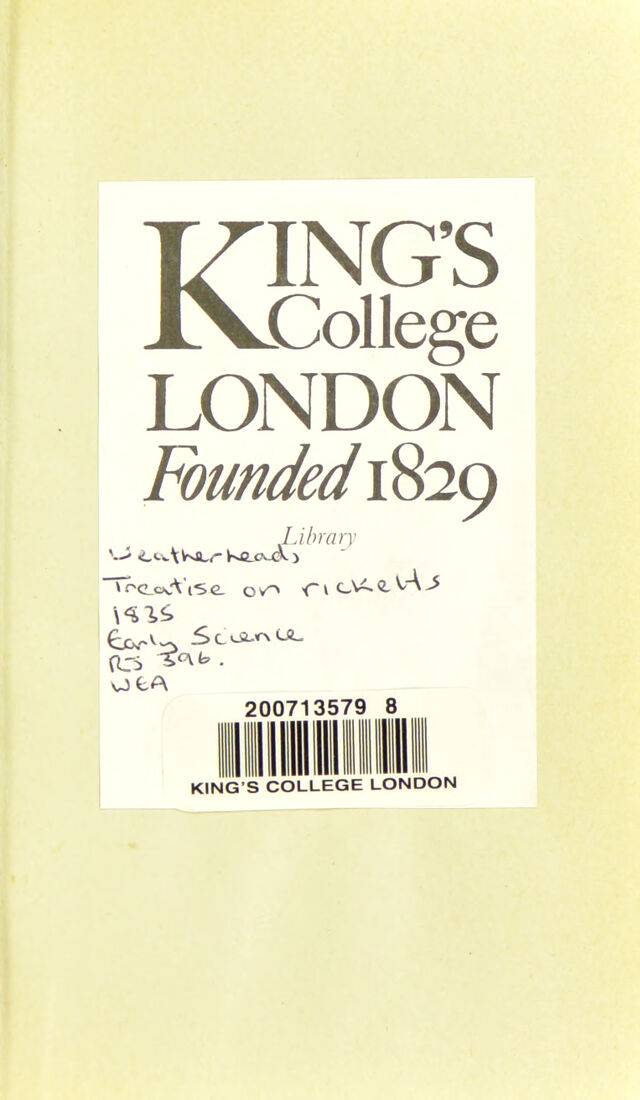 KING'S
College
LONDON
Founded 1829
Library
Weatherhead,
Treatise on ricketts
1835
Early Science
RJ 396.
WEA
200713579 8
KING'S COLLEGE LONDON